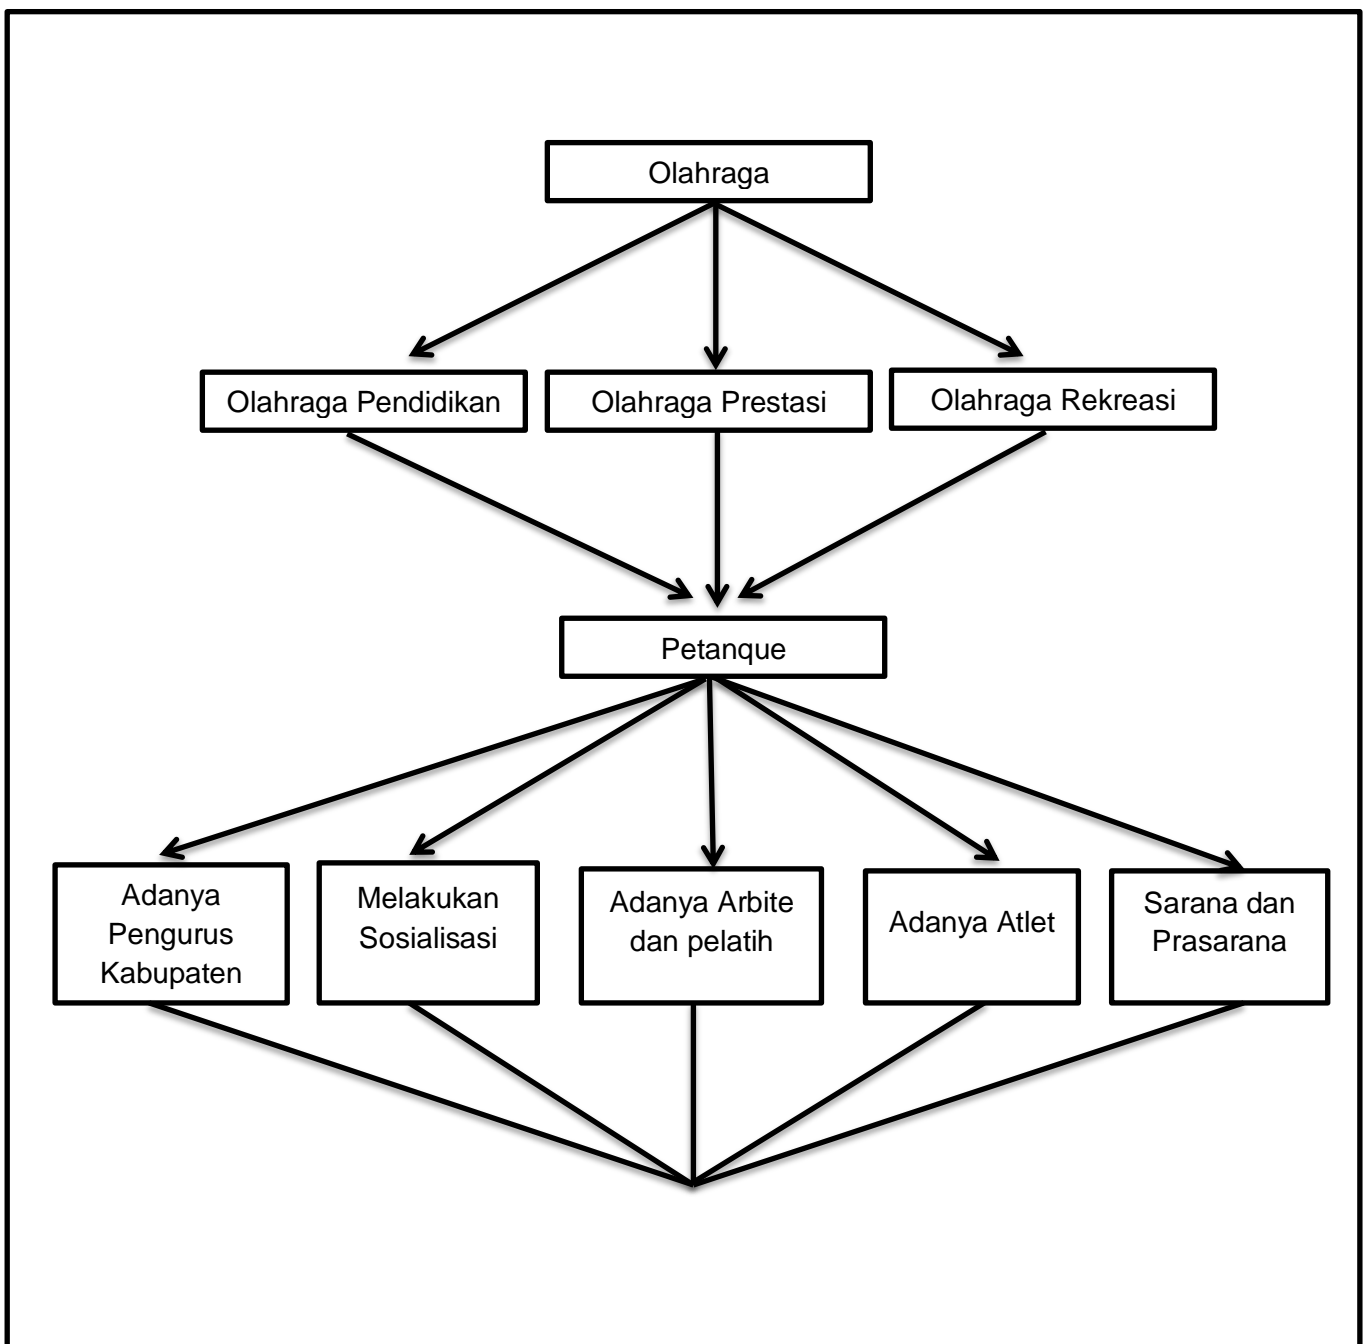 Olahraga
Olahraga Pendidikan
Olahraga Prestasi
Olahraga Rekreasi
Petanque
Adanya
Pengurus
Kabupaten
Melakukan
Sosialisasi
Adanya Arbite
dan pelatih
Adanya Atlet
Sarana dan
Prasarana